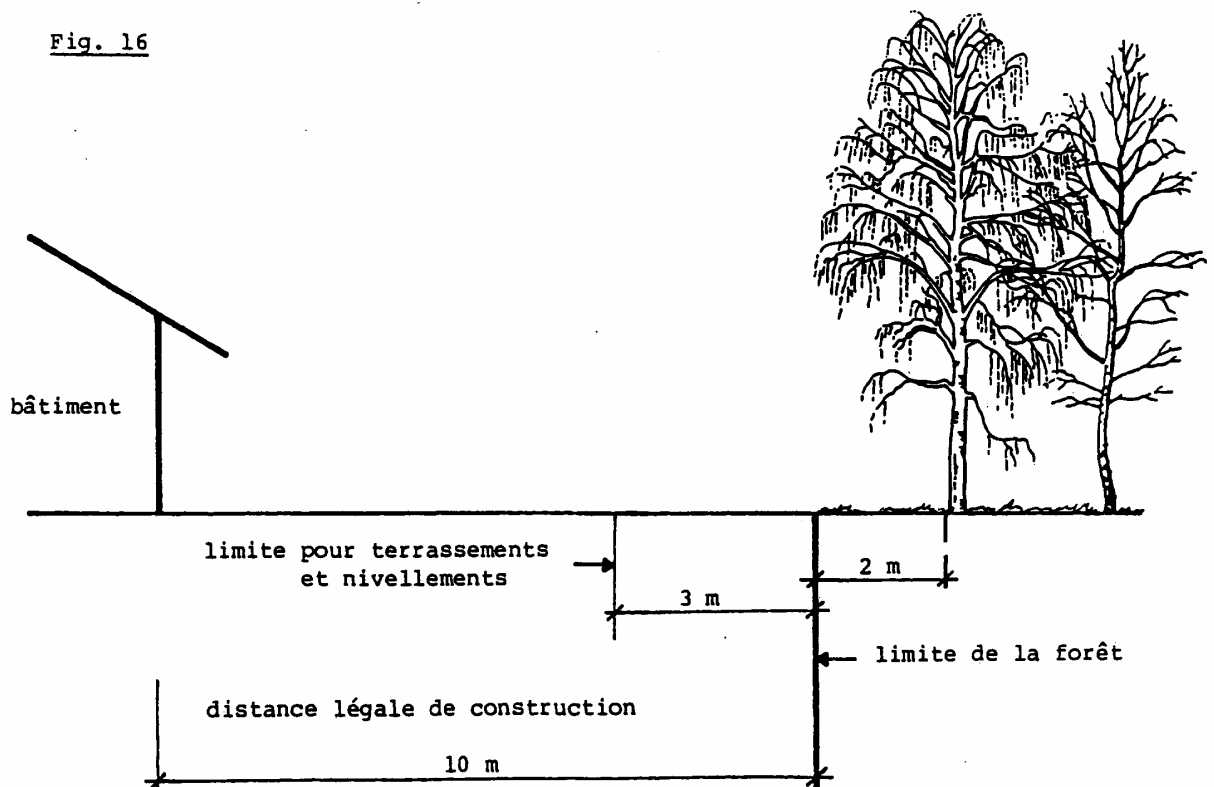 Fig. 16
bâtiment
limite pour terrassements
et nivellements
2 m
3 m
limite de la forêt
distance légale de construction
10 m